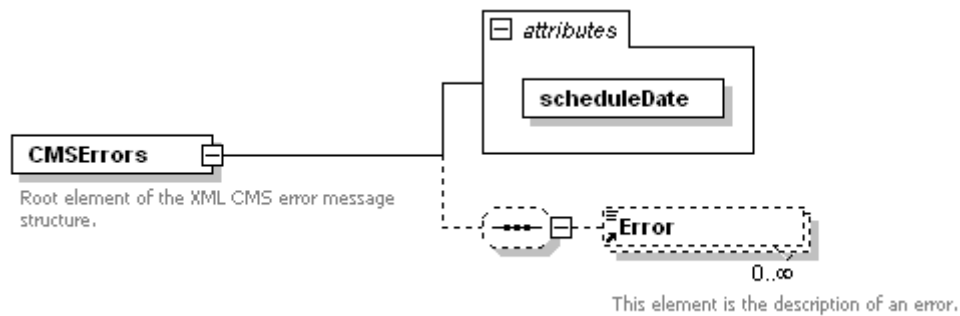 attributes
scheduleDate
CMSErrors
Root element of the XML CMS error message
structure.
Error
0..∞
This element is the description of an error.